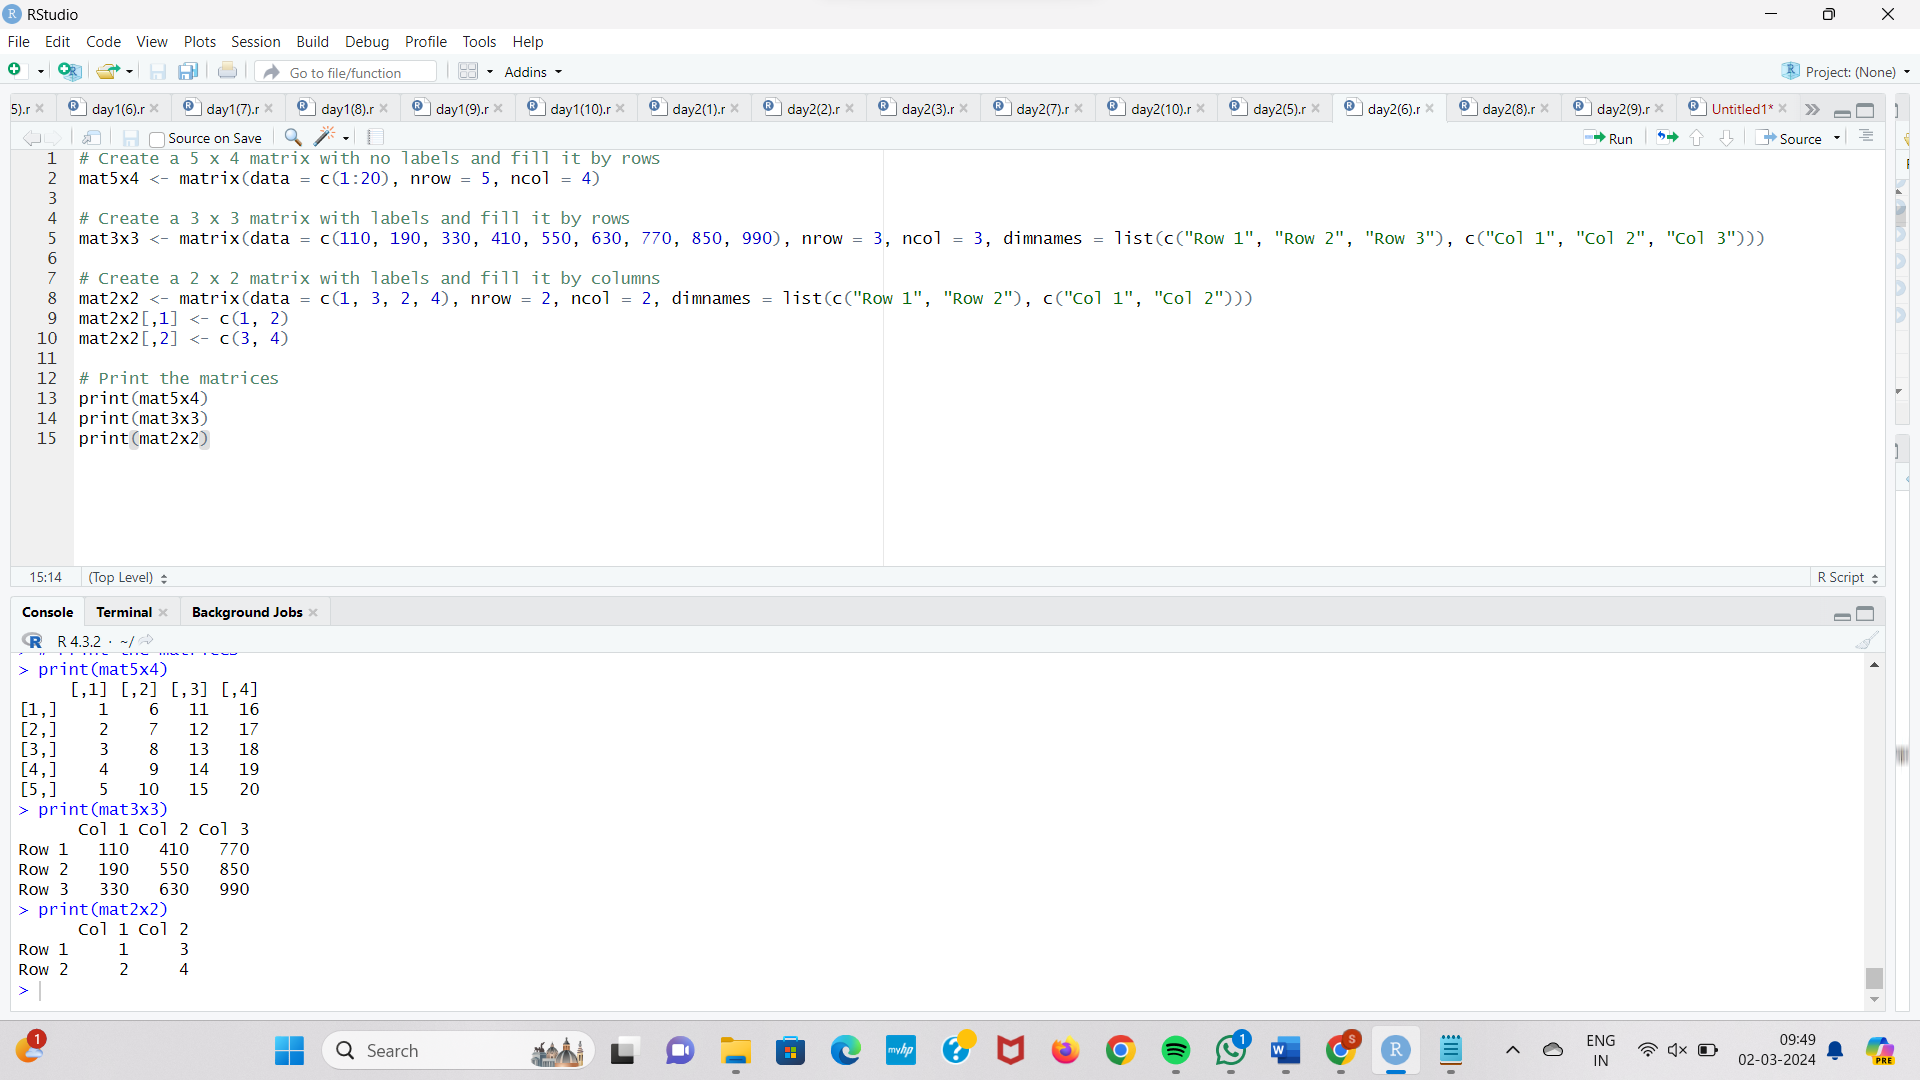 RStudio
File Edit Code View Plots Session Build Debug Profile Tools Help
Go to file/function Addins Project: (None)
5).r day1(6).r day1(7).r day1(8).r day1(9).r day1(10).r day2(1).r day2(2).r day2(3).r day2(7).r day2(10).r day2(5).r day2(6).r day2(8).r day2(9).r Untitled1*
Source on Save Run Source
1 # Create a 5 x 4 matrix with no labels and fill it by rows
2 mat5x4 <- matrix(data = c(1:20), nrow = 5, ncol = 4)
3
4 # Create a 3 x 3 matrix with labels and fill it by rows
5 mat3x3 <- matrix(data = c(110, 190, 330, 410, 550, 630, 770, 850, 990), nrow = 3, ncol = 3, dimnames = list(c("Row 1", "Row 2", "Row 3"), c("Col 1", "Col 2", "Col 3")))
6
7 # Create a 2 x 2 matrix with labels and fill it by columns
8 mat2x2 <- matrix(data = c(1, 3, 2, 4), nrow = 2, ncol = 2, dimnames = list(c("Row 1", "Row 2"), c("Col 1", "Col 2")))
9 mat2x2[,1] <- c(1, 2)
10 mat2x2[,2] <- c(3, 4)
11
12 # Print the matrices
13 print(mat5x4)
14 print(mat3x3)
15 print(mat2x2)
15:14 (Top Level) R Script
Console Terminal Background Jobs
R 4.3.2 · ~/
> # Print the matrices
> print(mat5x4)
[,1] [,2] [,3] [,4]
[1,] 1 6 11 16
[2,] 2 7 12 17
[3,] 3 8 13 18
[4,] 4 9 14 19
[5,] 5 10 15 20
> print(mat3x3)
Col 1 Col 2 Col 3
Row 1 110 410 770
Row 2 190 550 850
Row 3 330 630 990
> print(mat2x2)
Col 1 Col 2
Row 1 1 3
Row 2 2 4
>
1 Search myhp 1 S R ENG
IN
09:49
02-03-2024
PRE